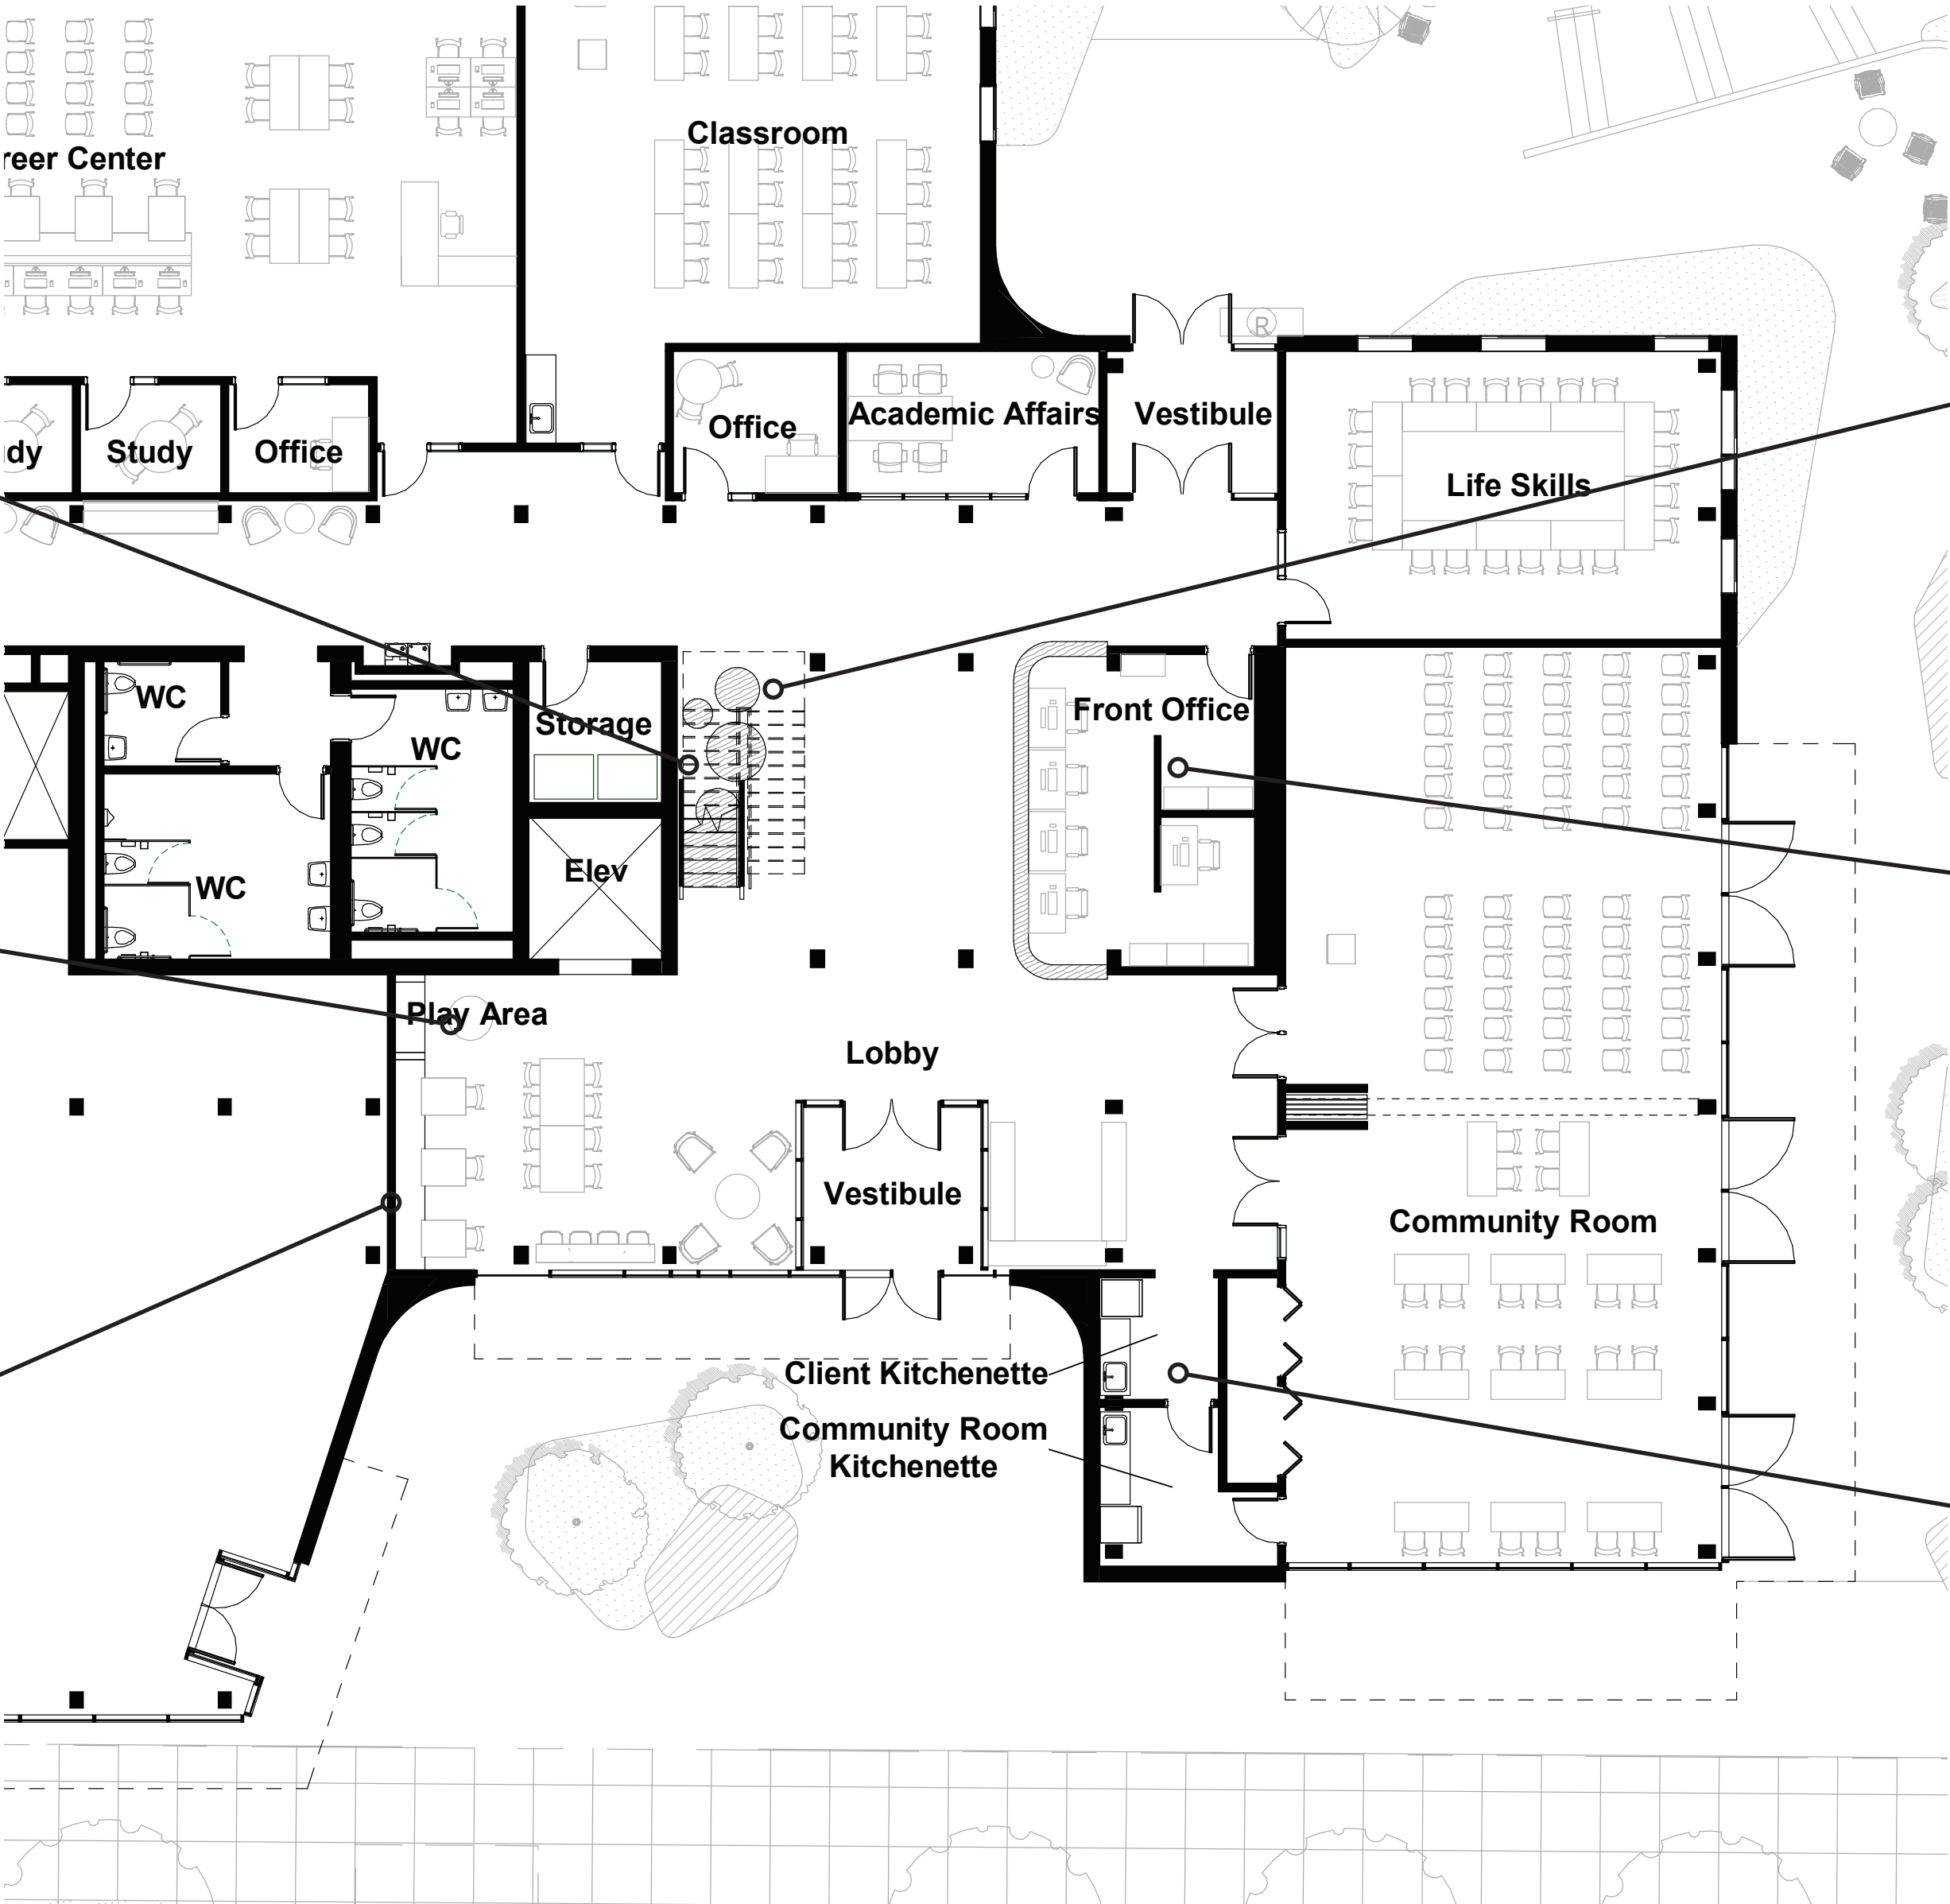 Classroom
reer Center
R
Office
Academic Affairs
Vestibule
dy
Study
Office
Life Skills
WC
Storage
Front Office
WC
Elev
WC
Play Area
Lobby
Vestibule
Community Room
Client Kitchenette
Community Room
Kitchenette